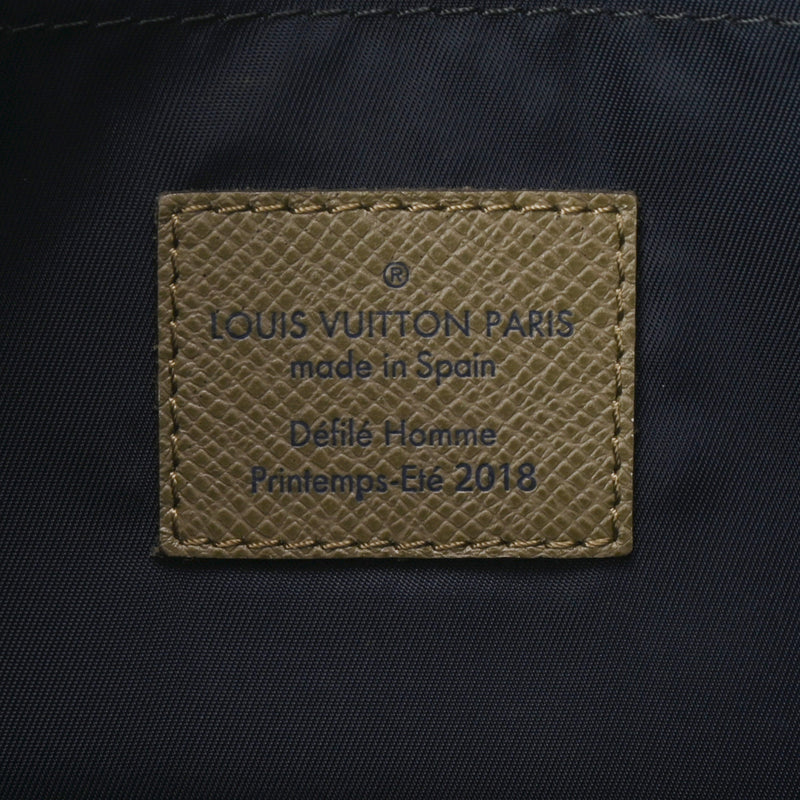 ®
LOUIS VUITTON PARIS
made in Spain
Défilé Homme
Printemps-Eté 2018